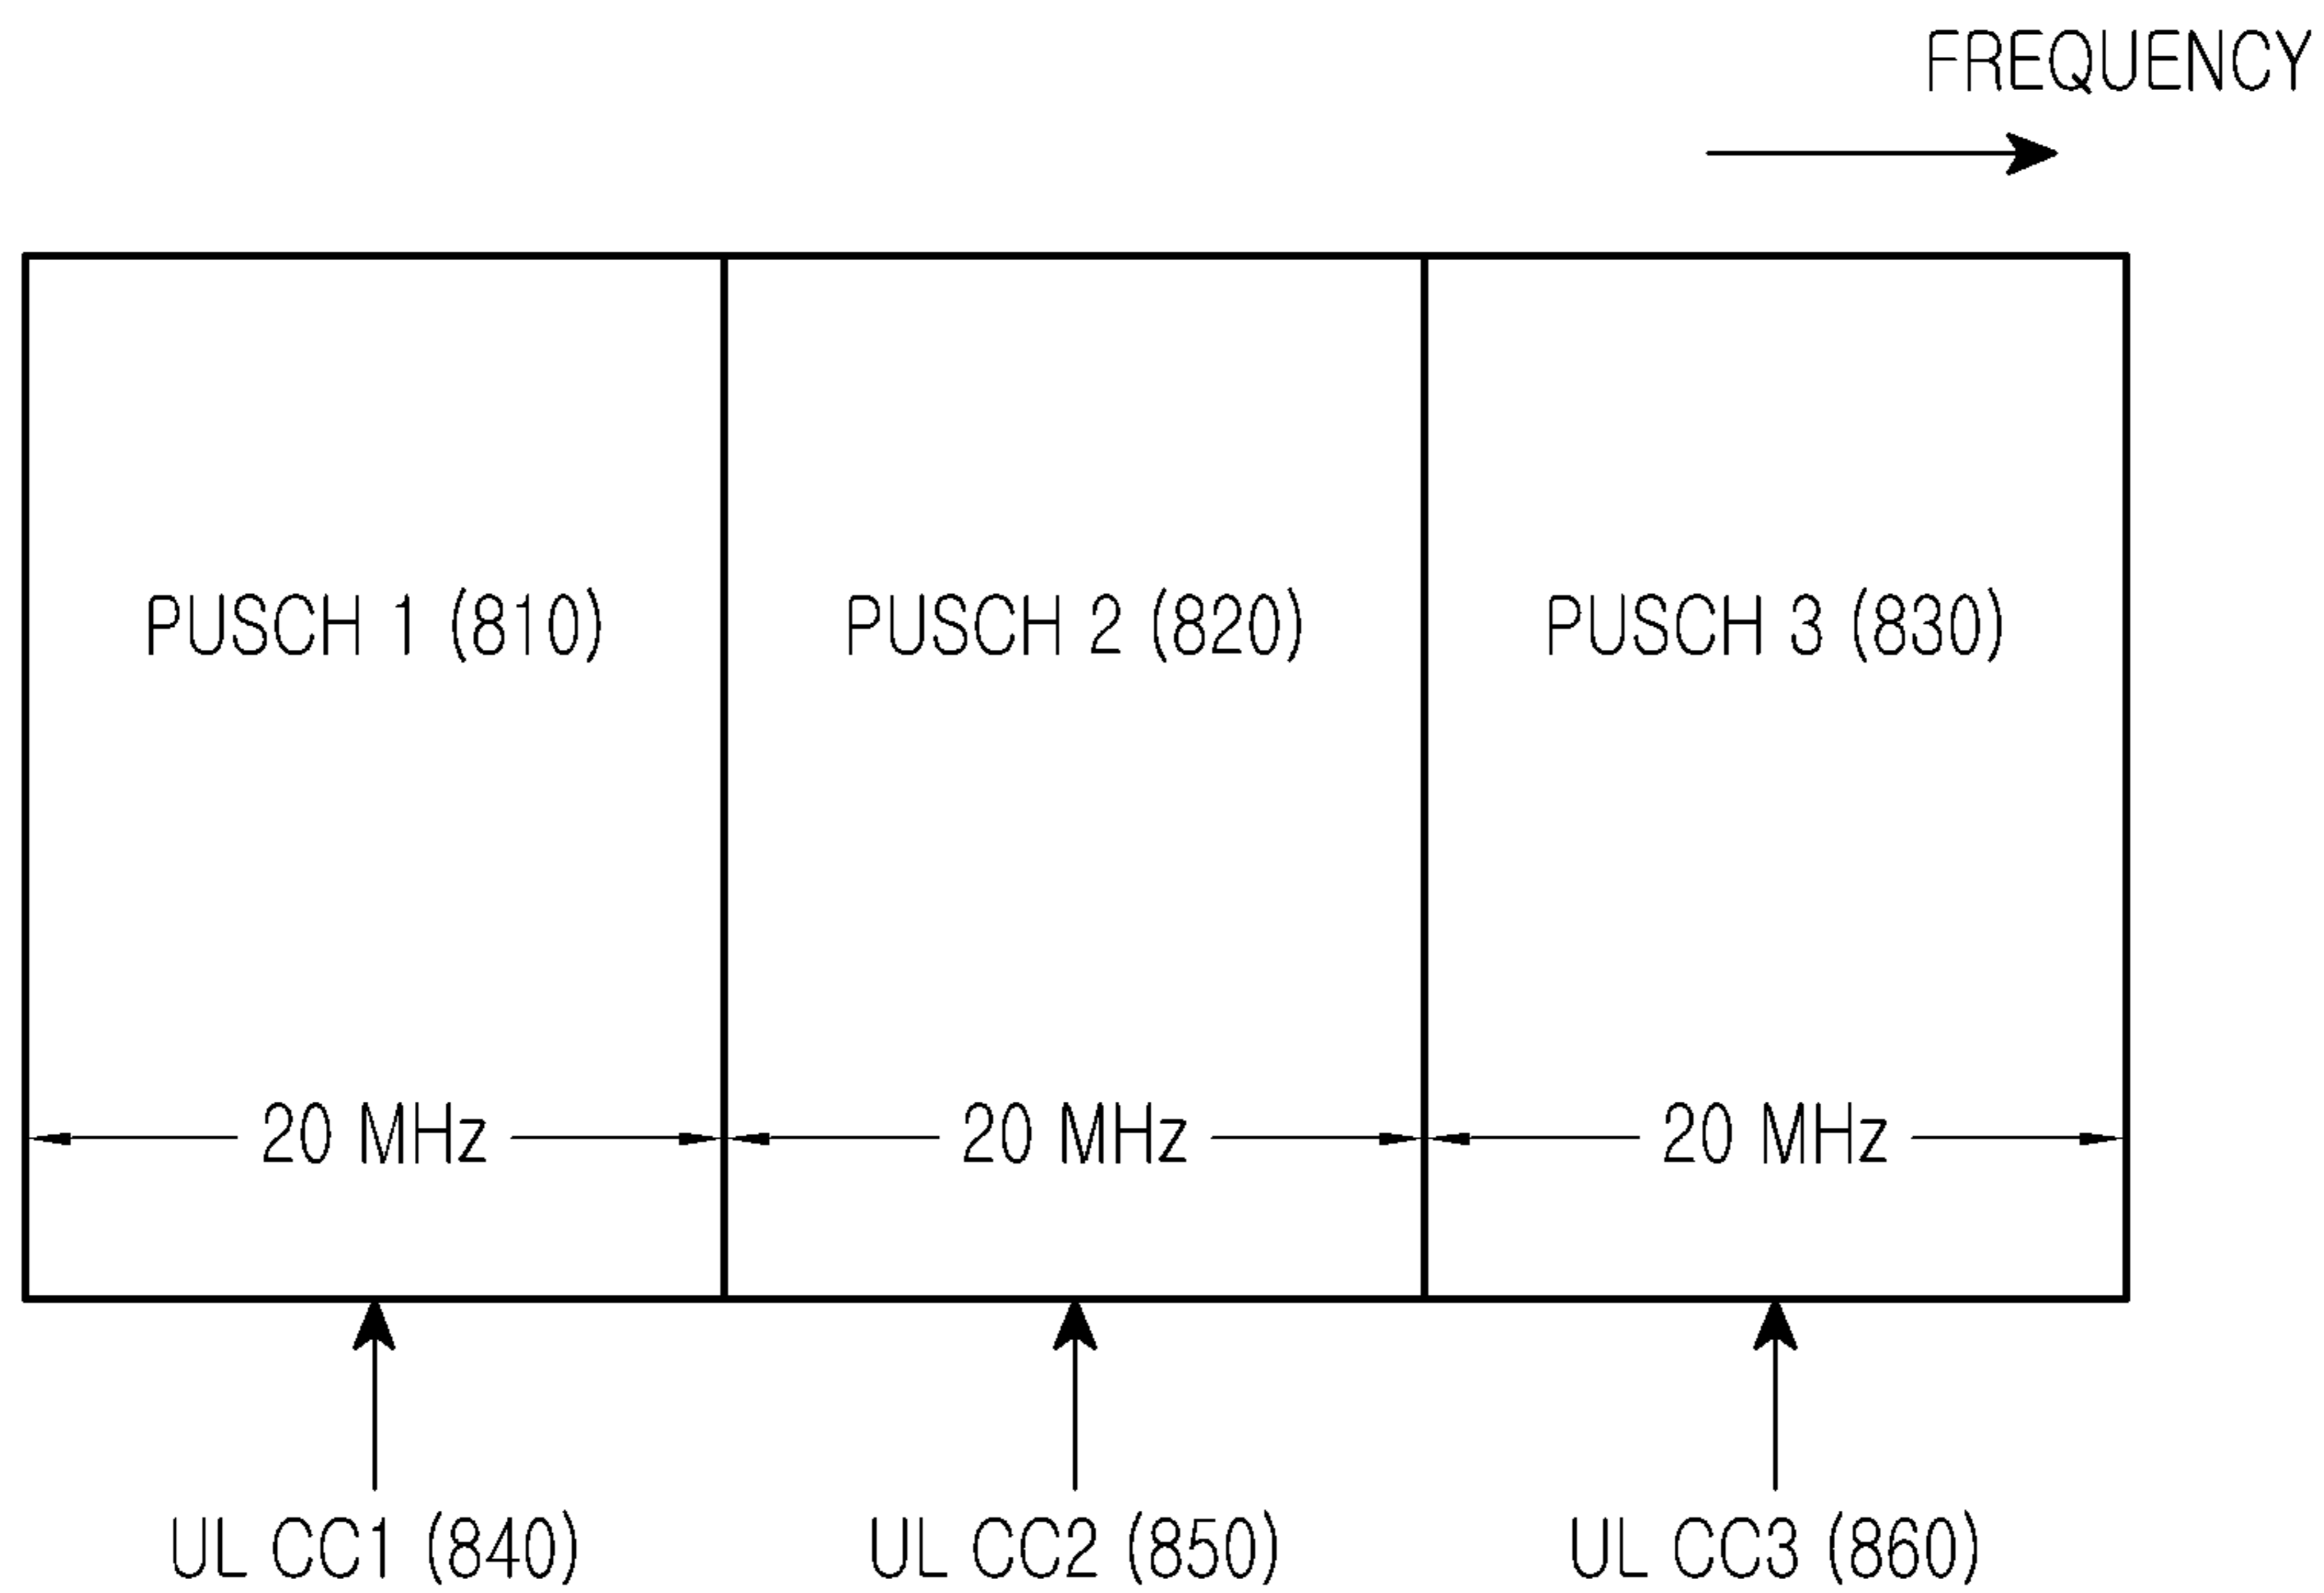 FREQUENCY
PUSCH 1 (810) PUSCH 2 (820) PUSCH 3 (830)
20 MHz 20 MHz 20 MHz
UL CC1 (840) UL CC2 (850) UL CC3 (860)